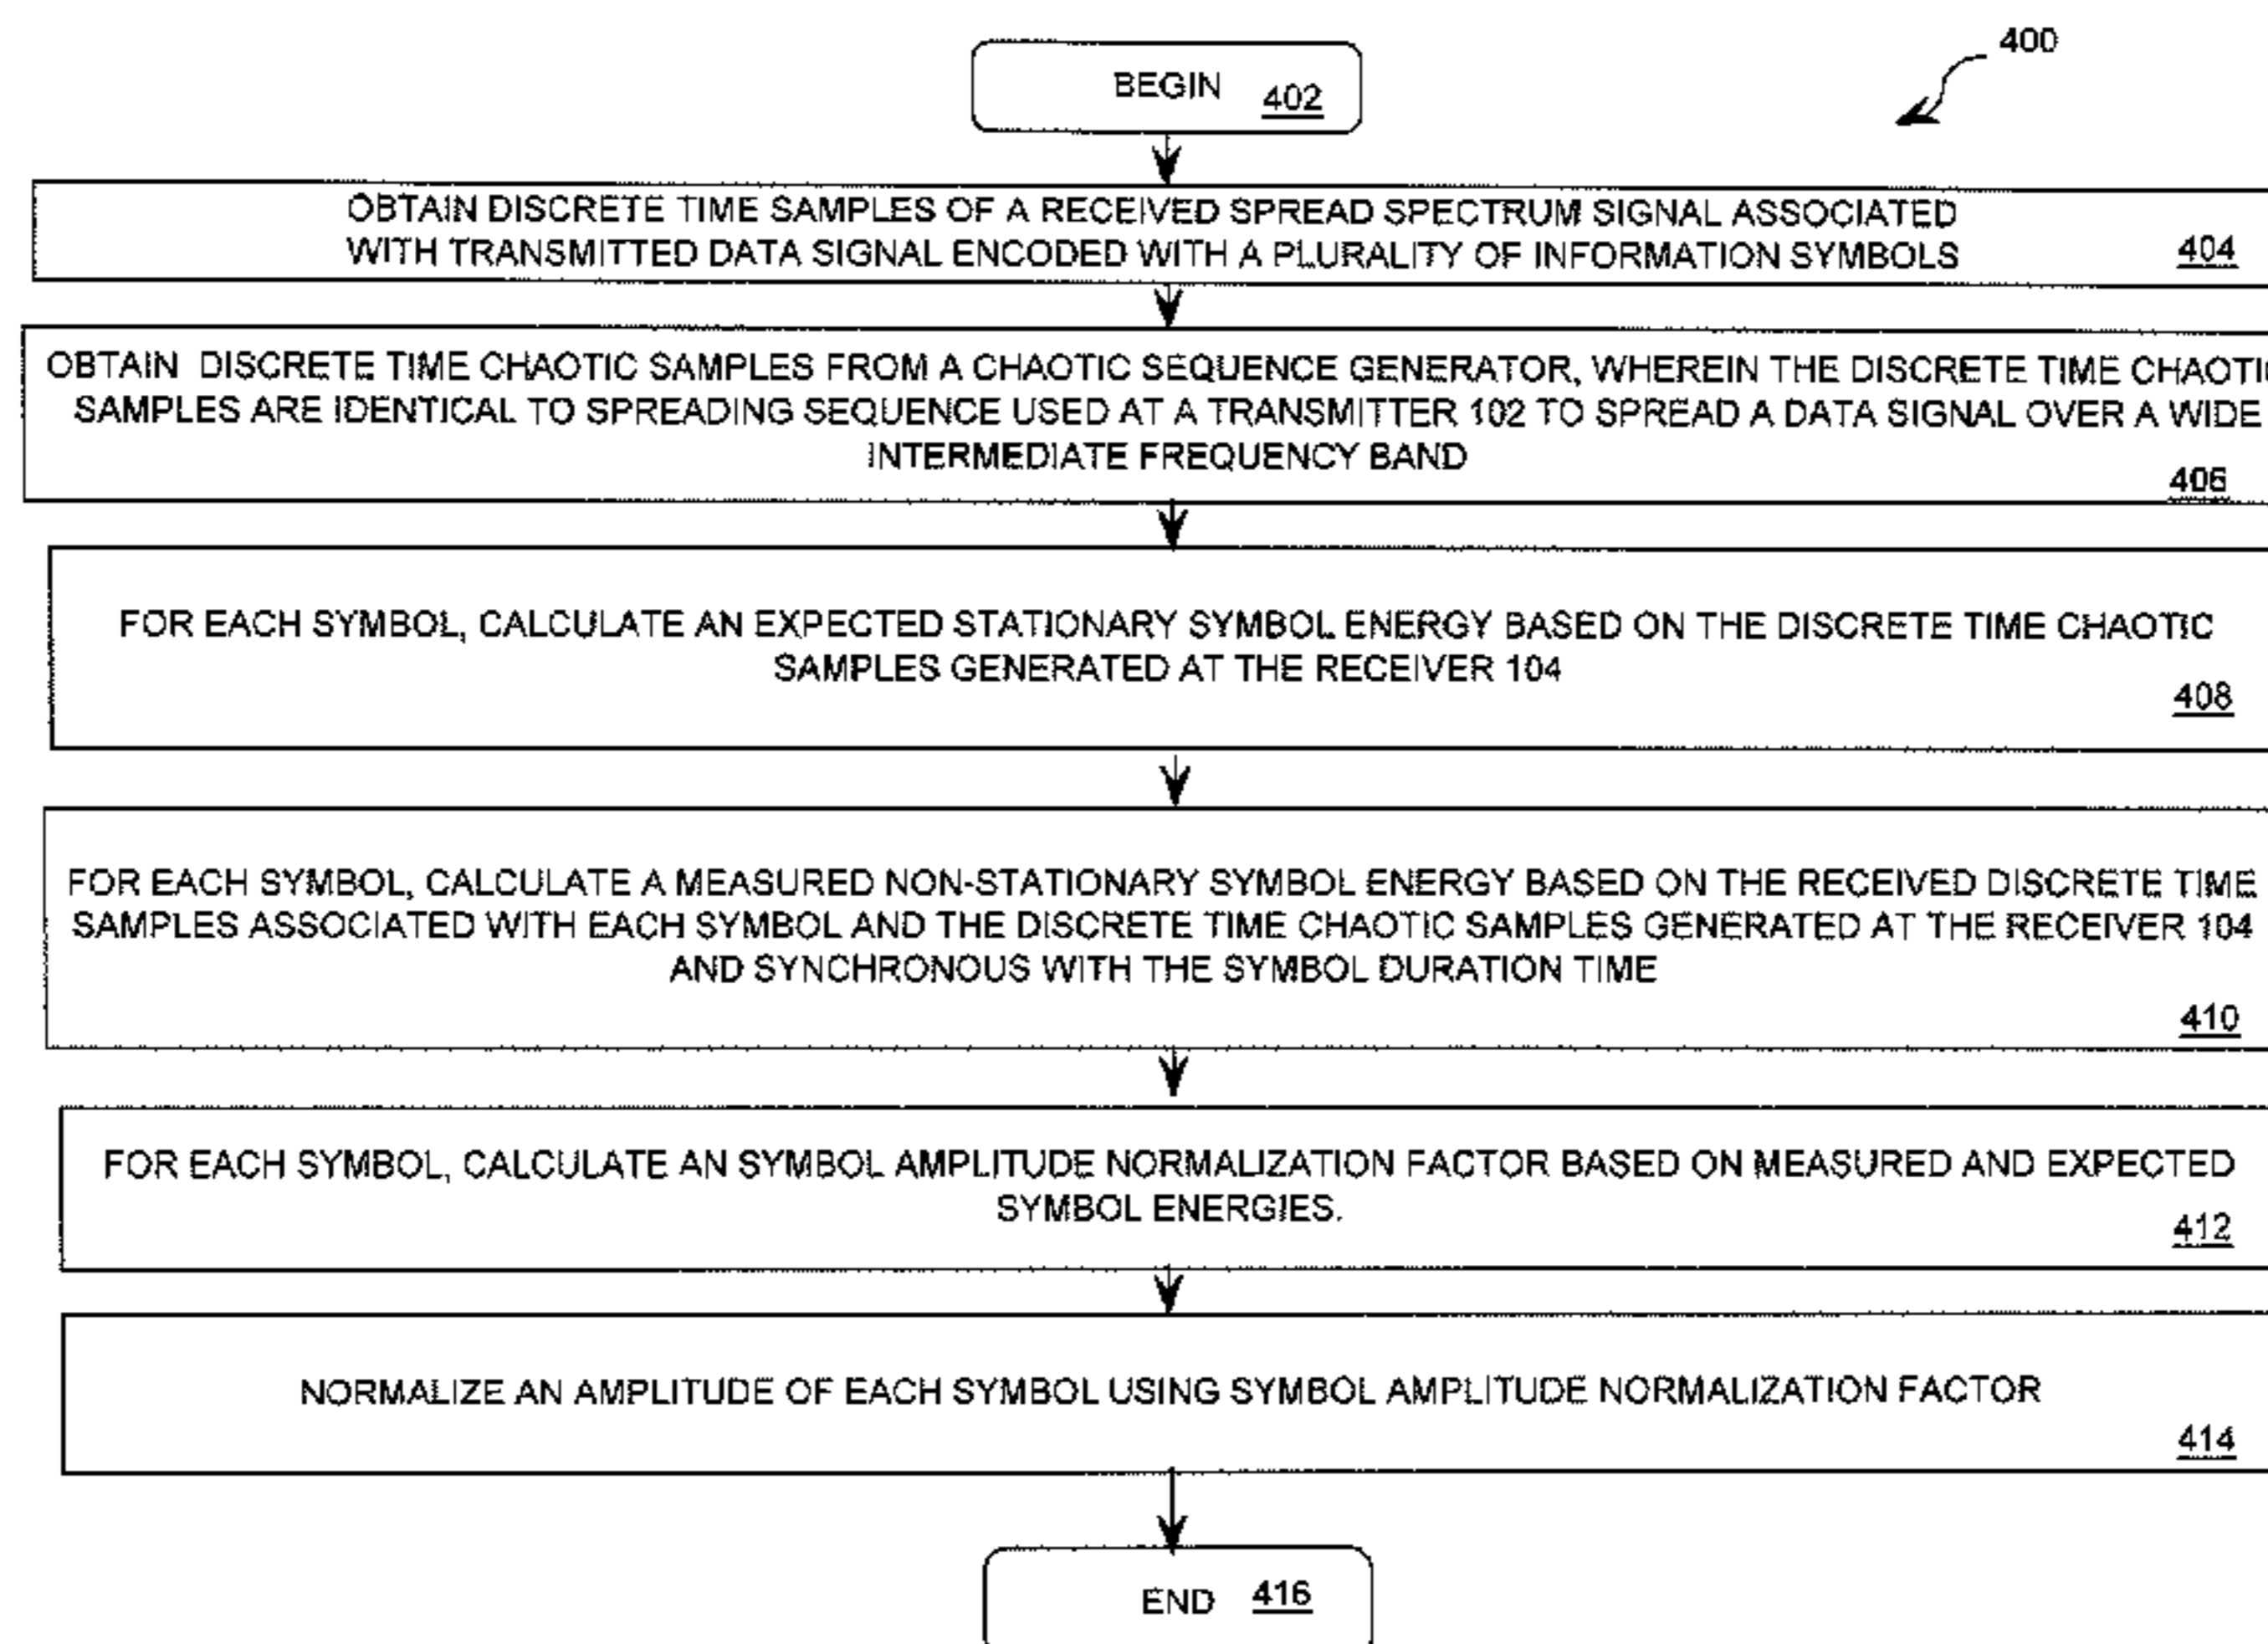 400
BEGIN 402
OBTAIN DISCRETE TIME SAMPLES OF A RECEIVED SPREAD SPECTRUM SIGNAL ASSOCIATED
WITH TRANSMITTED DATA SIGNAL ENCODED WITH A PLURALITY OF INFORMATION SYMBOLS
404
OBTAIN DISCRETE TIME CHAOTIC SAMPLES FROM A CHAOTIC SEQUENCE GENERATOR, WHEREIN THE DISCRETE TIME CHAOTIC
SAMPLES ARE IDENTICAL TO SPREADING SEQUENCE USED AT A TRANSMITTER 102 TO SPREAD A DATA SIGNAL OVER A WIDE
INTERMEDIATE FREQUENCY BAND
406
FOR EACH SYMBOL, CALCULATE AN EXPECTED STATIONARY SYMBOL ENERGY BASED ON THE DISCRETE TIME CHAOTIC
SAMPLES GENERATED AT THE RECEIVER 104
408
FOR EACH SYMBOL, CALCULATE A MEASURED NON-STATIONARY SYMBOL ENERGY BASED ON THE RECEIVED DISCRETE TIME
SAMPLES ASSOCIATED WITH EACH SYMBOL AND THE DISCRETE TIME CHAOTIC SAMPLES GENERATED AT THE RECEIVER 104
AND SYNCHRONOUS WITH THE SYMBOL DURATION TIME
410
FOR EACH SYMBOL, CALCULATE AN SYMBOL AMPLITUDE NORMALIZATION FACTOR BASED ON MEASURED AND EXPECTED
SYMBOL ENERGIES.
412
NORMALIZE AN AMPLITUDE OF EACH SYMBOL USING SYMBOL AMPLITUDE NORMALIZATION FACTOR
414
END 416